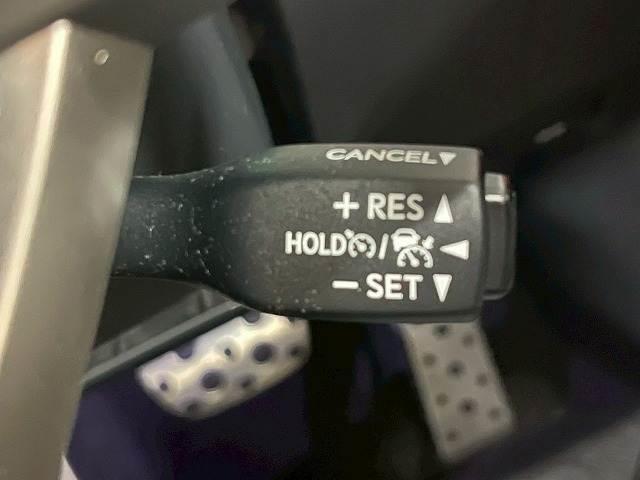 CANCEL▼
+ RES ▲
HOLD / ◀
− SET ▼